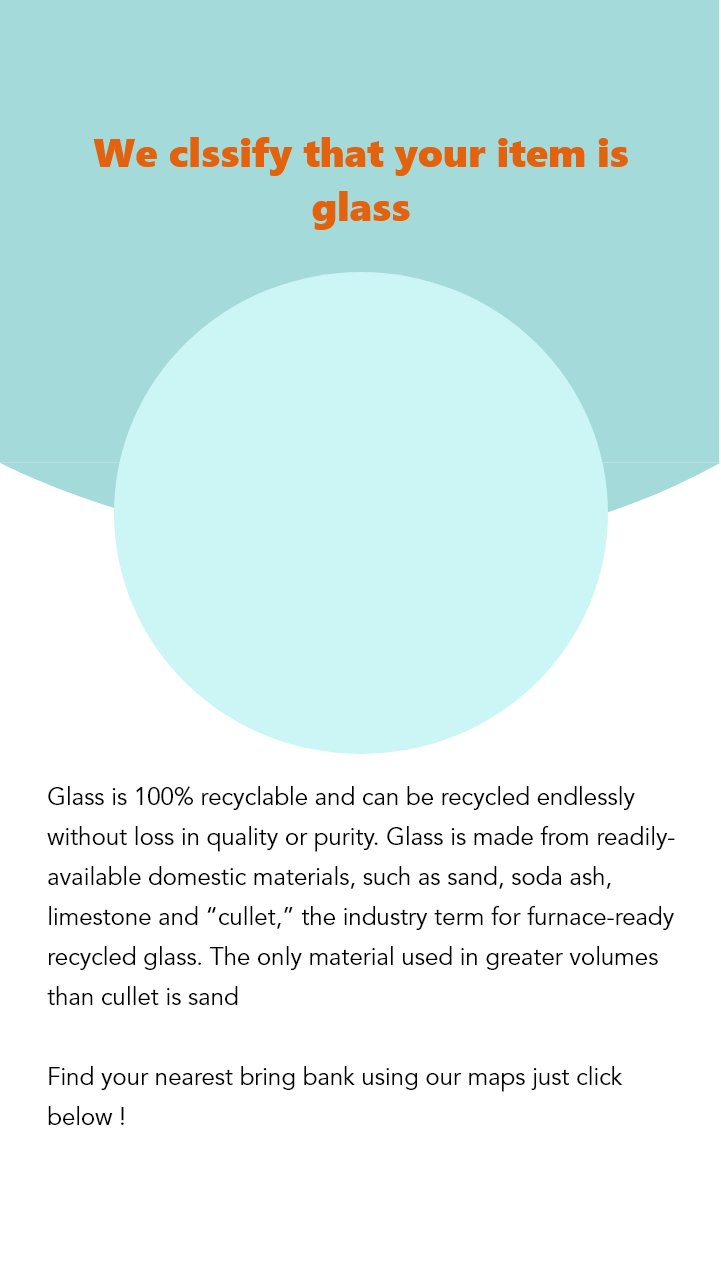 We clssify that your item is
glass
Glass is 100% recyclable and can be recycled endlessly
without loss in quality or purity. Glass is made from readily-
available domestic materials, such as sand, soda ash,
limestone and “cullet,” the industry term for furnace-ready
recycled glass. The only material used in greater volumes
than cullet is sand
Find your nearest bring bank using our maps just click
below !